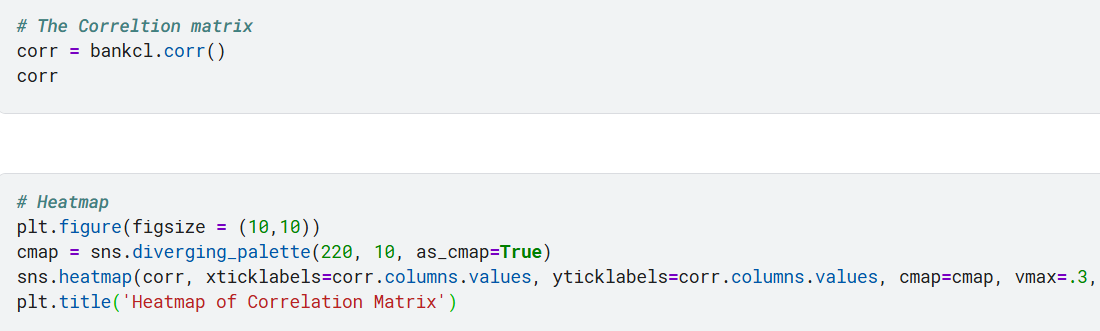 # The Correltion matrix
corr = bankcl.corr()
corr
# Heatmap
plt.figure(figsize = (10,10))
cmap = sns.diverging_palette(220, 10, as_cmap=True)
sns.heatmap(corr, xticklabels=corr.columns.values, yticklabels=corr.columns.values, cmap=cmap, vmax=.3,
plt.title('Heatmap of Correlation Matrix')